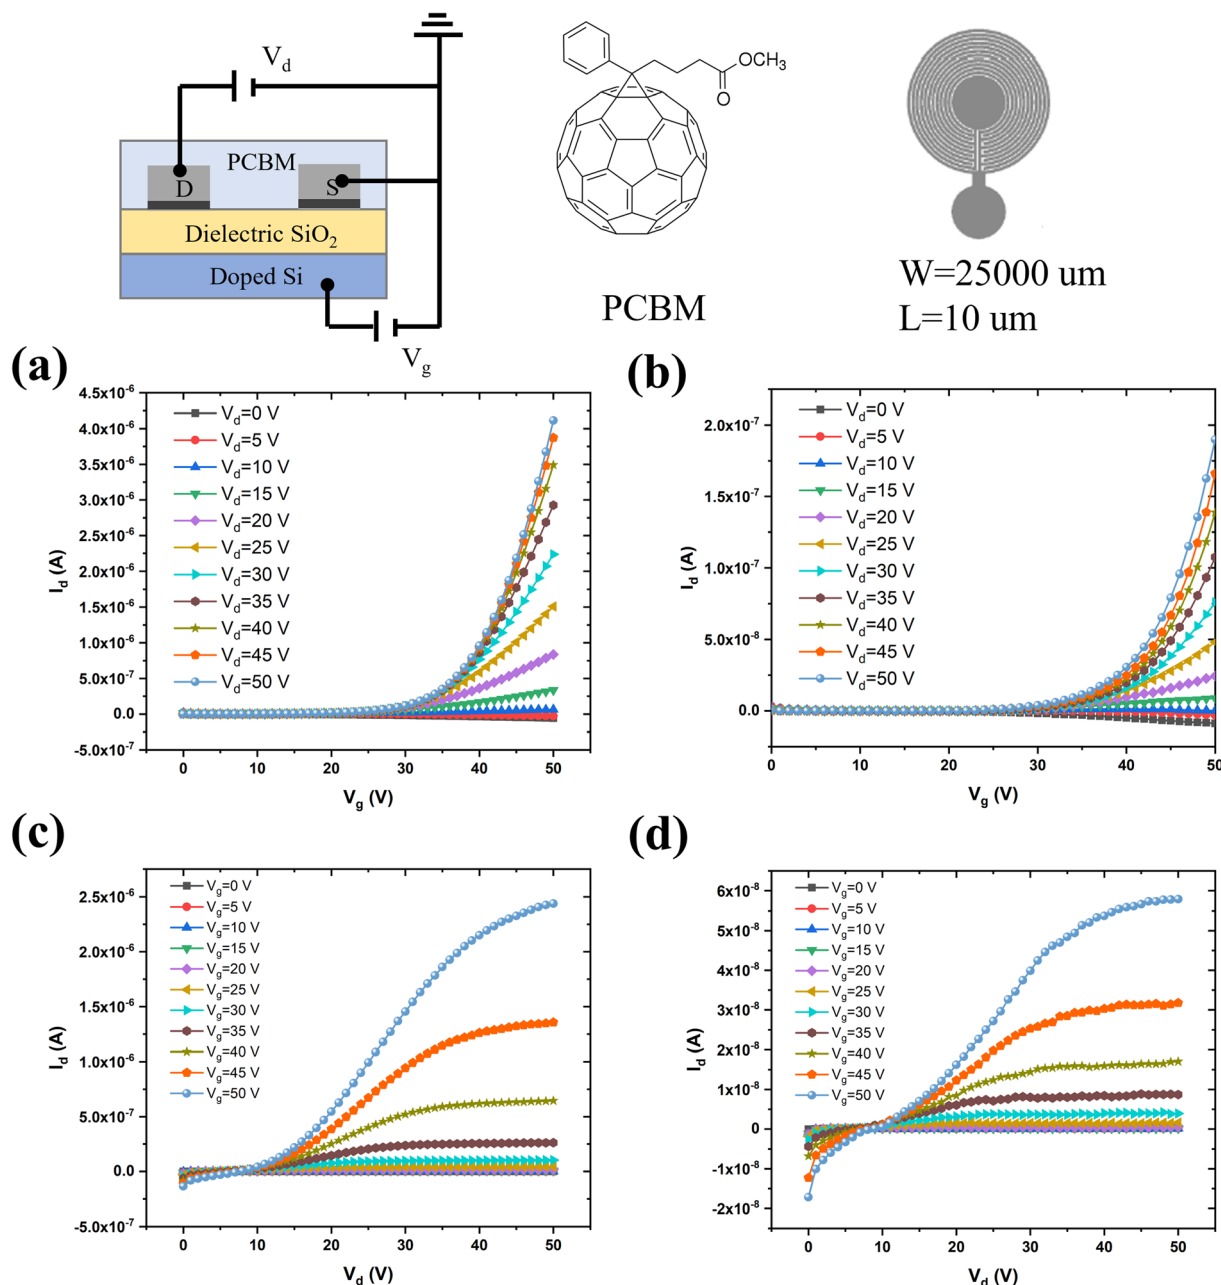 V_d
PCBM
D
S
Dielectric SiO₂
Doped Si
V_g
OCH₃
O
PCBM
W=25000 um
L=10 um
(a)
4.5x10⁻⁶
4.0x10⁻⁶
3.5x10⁻⁶
3.0x10⁻⁶
2.5x10⁻⁶
2.0x10⁻⁶
1.5x10⁻⁶
1.0x10⁻⁶
5.0x10⁻⁷
0.0
-5.0x10⁻⁷
I_d (A)
V_d=0 V
V_d=5 V
V_d=10 V
V_d=15 V
V_d=20 V
V_d=25 V
V_d=30 V
V_d=35 V
V_d=40 V
V_d=45 V
V_d=50 V
0 10 20 30 40 50
V_g (V)
(b)
2.0x10⁻⁷
1.5x10⁻⁷
1.0x10⁻⁷
5.0x10⁻⁸
0.0
I_d (A)
V_d=0 V
V_d=5 V
V_d=10 V
V_d=15 V
V_d=20 V
V_d=25 V
V_d=30 V
V_d=35 V
V_d=40 V
V_d=45 V
V_d=50 V
0 10 20 30 40 50
V_g (V)
(c)
2.5x10⁻⁶
2.0x10⁻⁶
1.5x10⁻⁶
1.0x10⁻⁶
5.0x10⁻⁷
0.0
-5.0x10⁻⁷
I_d (A)
V_g=0 V
V_g=5 V
V_g=10 V
V_g=15 V
V_g=20 V
V_g=25 V
V_g=30 V
V_g=35 V
V_g=40 V
V_g=45 V
V_g=50 V
0 10 20 30 40 50
V_d (V)
(d)
6x10⁻⁸
5x10⁻⁸
4x10⁻⁸
3x10⁻⁸
2x10⁻⁸
1x10⁻⁸
0
-1x10⁻⁸
-2x10⁻⁸
I_d (A)
V_g=0 V
V_g=5 V
V_g=10 V
V_g=15 V
V_g=20 V
V_g=25 V
V_g=30 V
V_g=35 V
V_g=40 V
V_g=45 V
V_g=50 V
0 10 20 30 40 50
V_d (V)